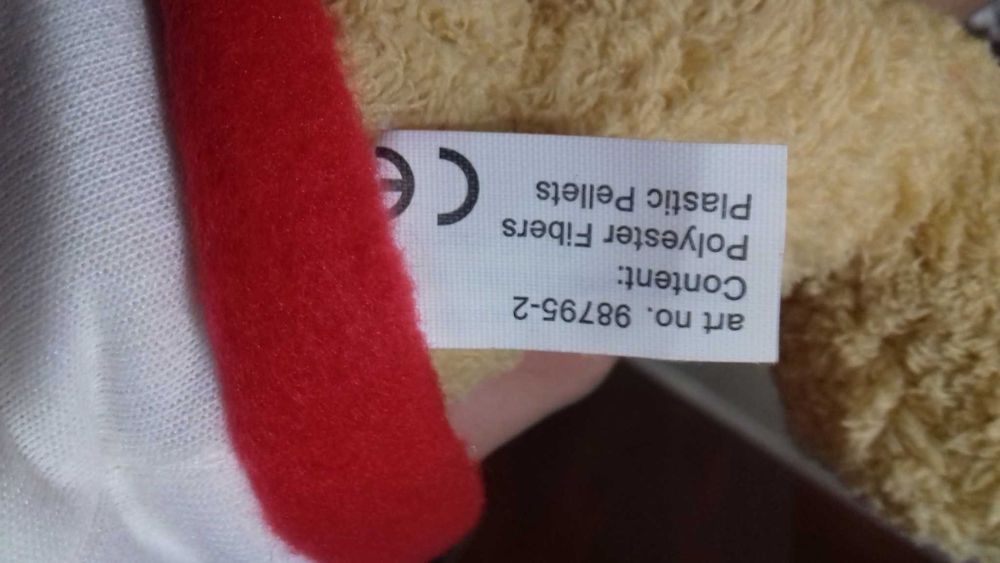 art no. 98795-2
Content:
Polyester Fibers
Plastic Pellets
CE